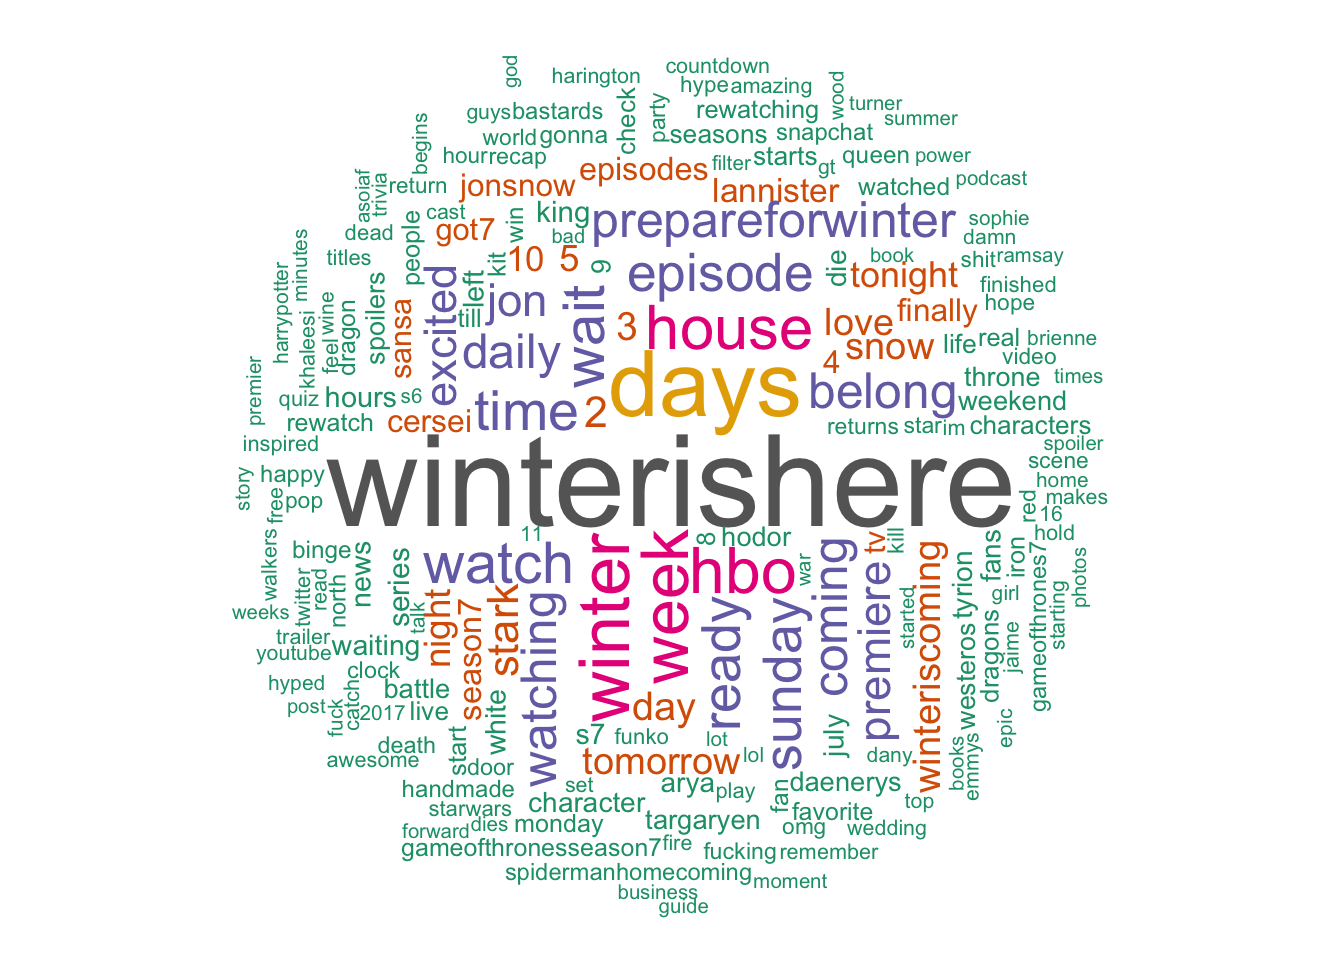 god
harington
countdown
hype
amazing
wood
turner
summer
guys
bastards
check
party
rewatching
begins
world
gonna
seasons
snapchat
hour
recap
episodes
filter
starts
gt
queen
power
asoiaf
trivia
return
jonsnow
lannister
watched
podcast
cast
win
king
prepareforwinter
sophie
dead
people
got7
bad
damn
titles
kit
10
5
9
episode
die
book
shit
ramsay
minutes
harrypotter
spoilers
excited
left
jon
wait
tonight
finished
khaleesi
feel
wine
dragon
sansa
till
3
house
love
finally
hope
daily
snow
life
real
brienne
premier
4
video
quiz
hours
s6
time
2
days
belong
throne
times
weekend
rewatch
cersei
returns
star
im
characters
inspired
winterishere
spoiler
story
happy
scene
free
pop
home
red
makes
16
walkers
binge
news
series
watch
11
winter
week
8
hodor
hbo
war
coming
tv
kill
winteriscoming
tyrion
fans
iron
hold
twitter
read
north
talk
night
season7
stark
watching
ready
sunday
premiere
started
westeros
dragons
girl
jaime
gameofthrones7
starting
photos
weeks
trailer
waiting
youtube
clock
hyped
battle
post
fuck
catch
2017
live
white
day
july
epic
death
start
s7
funko
lot
lol
dany
books
emmys
awesome
door
tomorrow
handmade
set
arya
play
fan
daenerys
top
starwars
character
favorite
forward
dies
monday
targaryen
omg
wedding
gameofthronesseason7
fire
fucking
remember
spidermanhomecoming
moment
business
guide